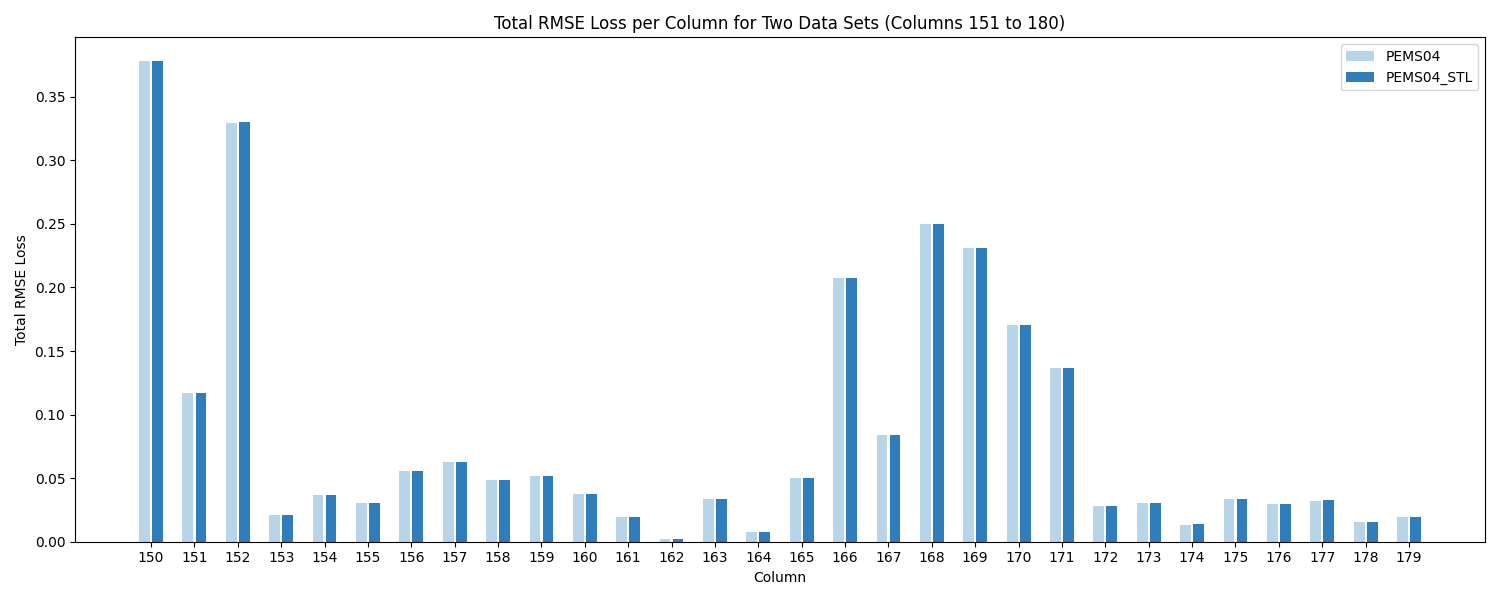 Total RMSE Loss per Column for Two Data Sets (Columns 151 to 180)
PEMS04
PEMS04_STL
Total RMSE Loss
0.35
0.30
0.25
0.20
0.15
0.10
0.05
0.00
150 151 152 153 154 155 156 157 158 159 160 161 162 163 164 165 166 167 168 169 170 171 172 173 174 175 176 177 178 179
Column